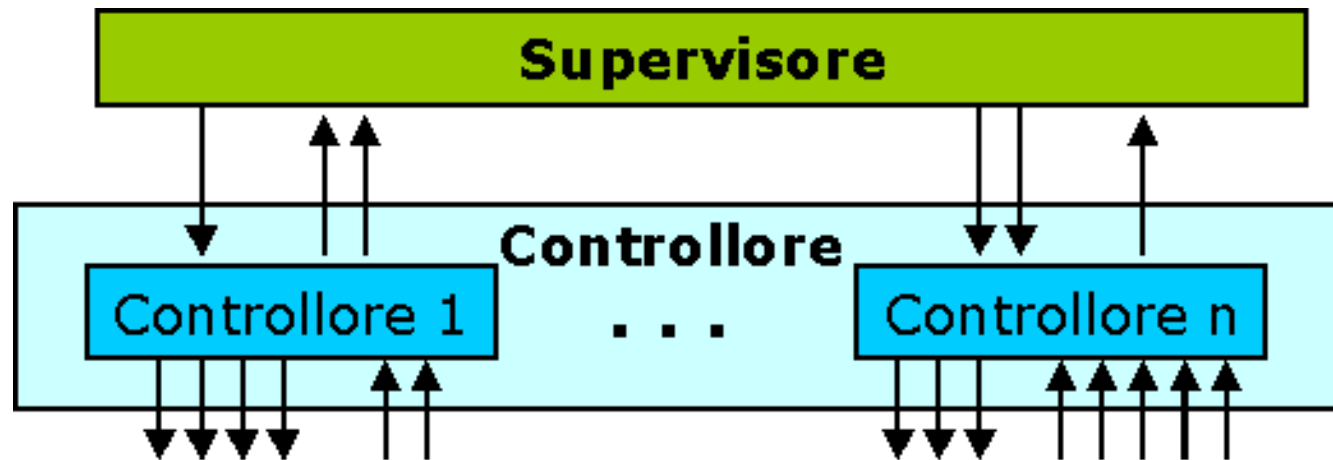 Supervisore
Controllore
Controllore 1
. . .
Controllore n